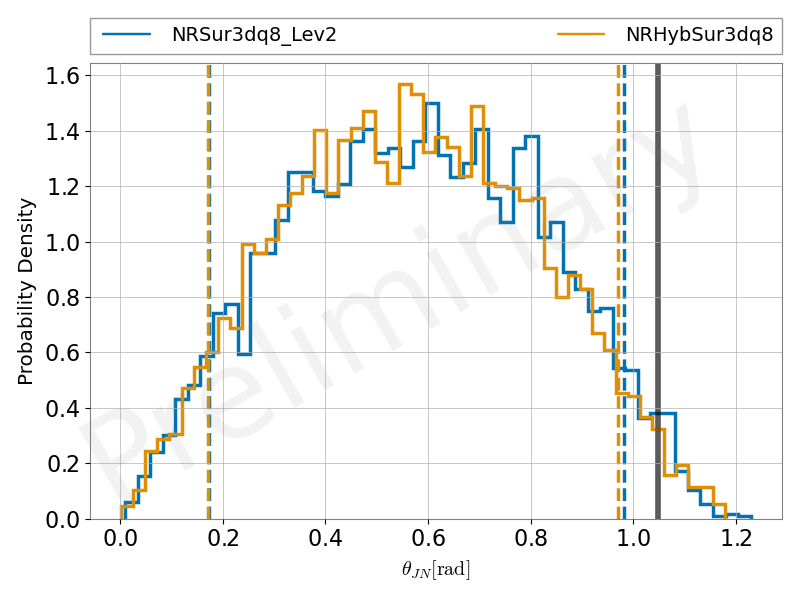 NRSur3dq8_Lev2 NRHybSur3dq8
1.6
1.4
1.2
1.0
0.8
0.6
0.4
0.2
0.0
Probability Density
Preliminary
0.0 0.2 0.4 0.6 0.8 1.0 1.2
θ_JN[rad]